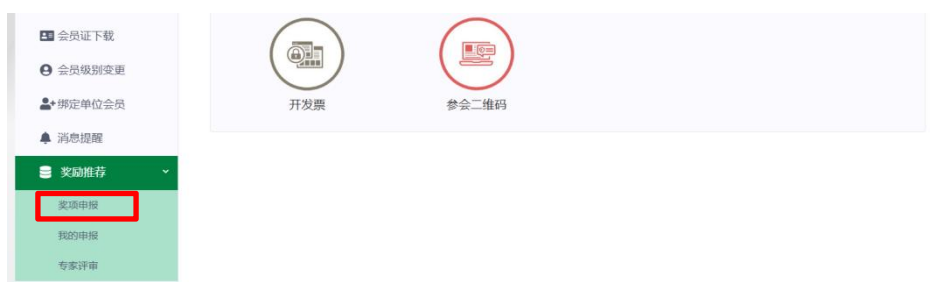 会员证下载
会员级别变更
绑定单位会员
消息提醒
奖励推荐
奖项申报
我的申报
专家评审
开发票
参会二维码